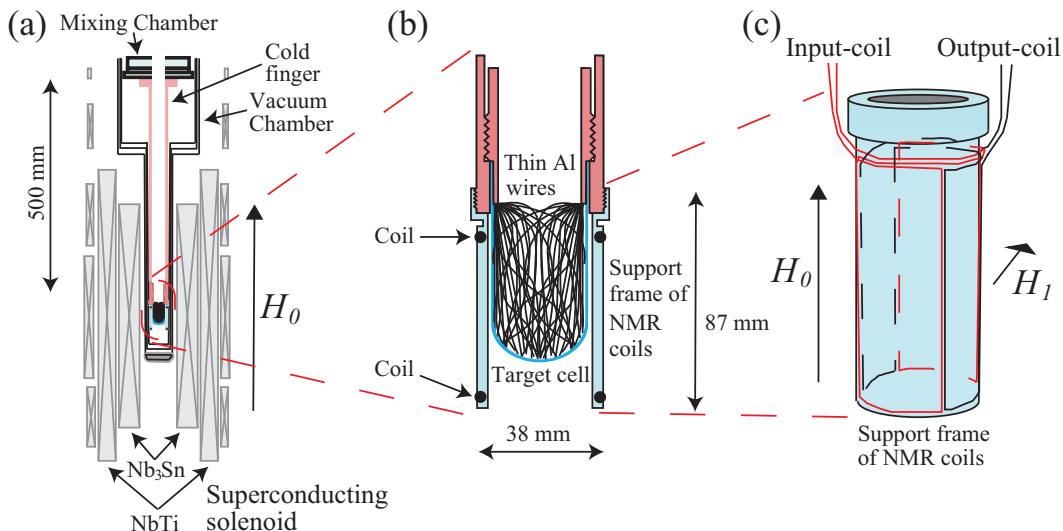 (a)
Mixing Chamber
Cold
finger
Vacuum
Chamber
500 mm
H₀
Nb₃Sn
NbTi
Superconducting
solenoid
(b)
Thin Al
wires
Coil
Support
frame of
NMR
coils
87 mm
Coil
Target cell
38 mm
(c)
Input-coil
Output-coil
H₀
H₁
Support frame
of NMR coils